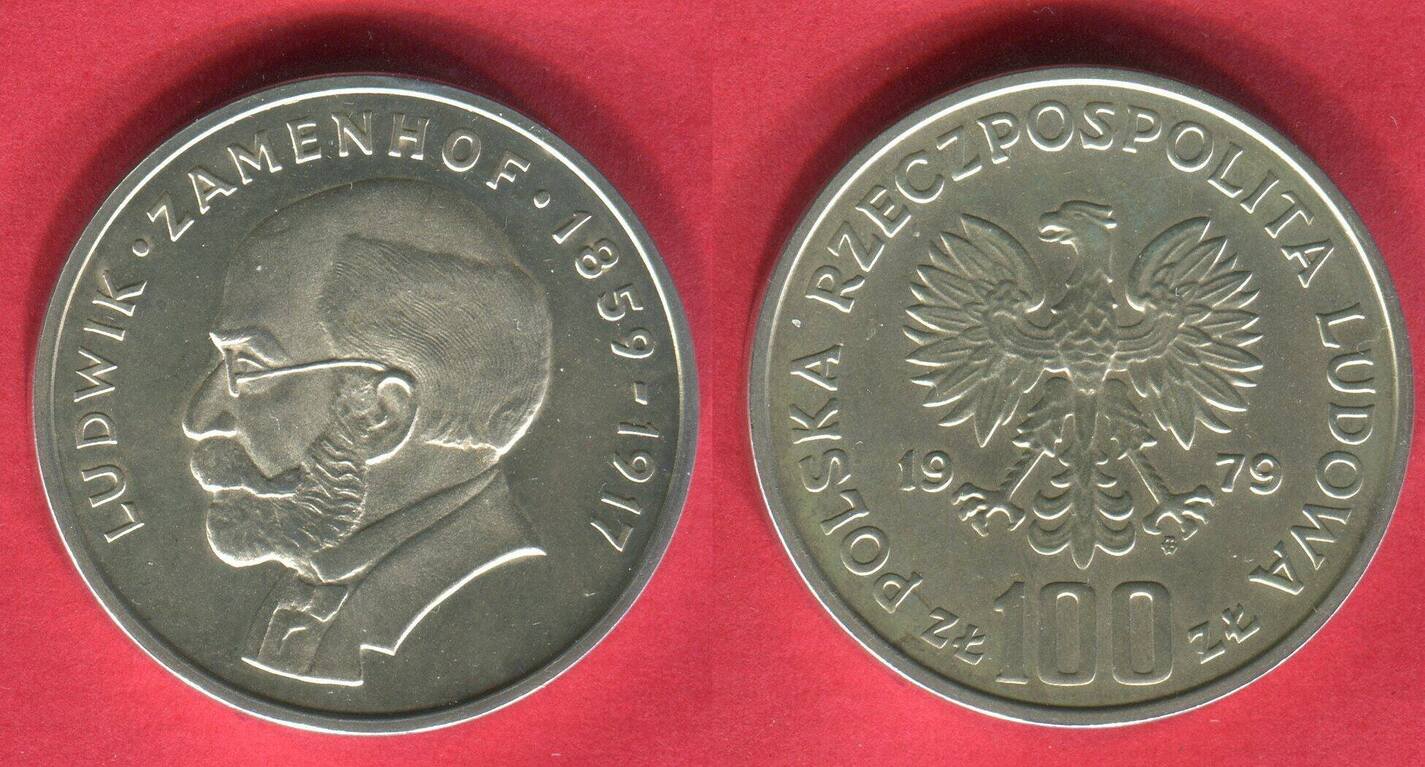 LUDWIK · ZAMENHOF · 1859-1917
POLSKA RZECZPOSPOLITA LUDOWA
19 79
zł 100 zł